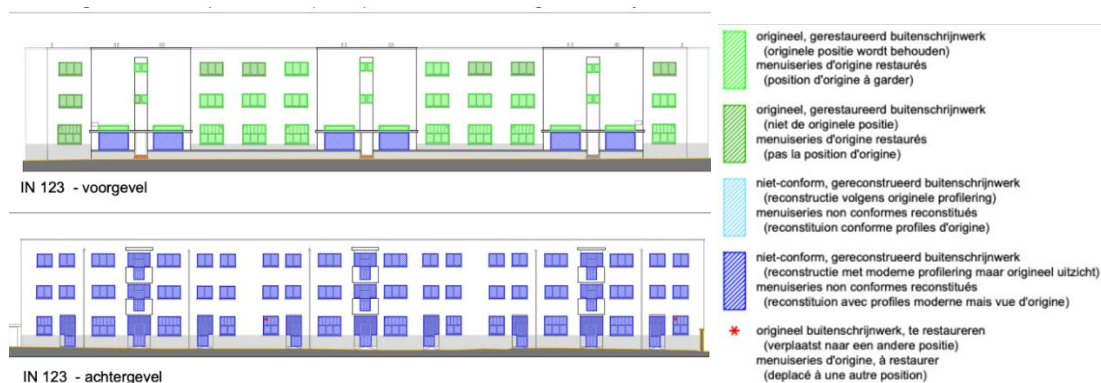 IN 123 - voorgevel
IN 123 - achtergevel
origineel, gerestaureerd buitenschrijnwerk
(originele positie wordt behouden)
menuiseries d'origine restaurés
(position d'origine à garder)
origineel, gerestaureerd buitenschrijnwerk
(niet de originele positie)
menuiseries d'origine restaurés
(pas la position d'origine)
niet-conform, gereconstrueerd buitenschrijnwerk
(reconstructie volgens originele profilering)
menuiseries non conformes reconstitués
(reconstituion conforme profiles d'origine)
niet-conform, gereconstrueerd buitenschrijnwerk
(reconstructie met moderne profilering maar origineel uitzicht)
menuiseries non conformes reconstitués
(reconstituion avec profiles moderne mais vue d'origine)
origineel buitenschrijnwerk, te restaureren
(verplaatst naar een andere positie)
menuiseries d'origine, à restaurer
(deplacé à une autre position)